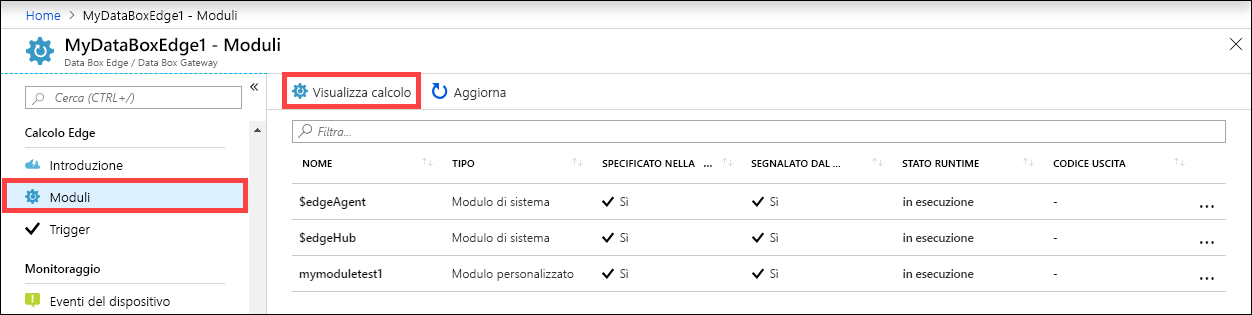 Home > MyDataBoxEdge1 - Moduli
MyDataBoxEdge1 - Moduli
Data Box Edge / Data Box Gateway
Cerca (CTRL+/)
Calcolo Edge
Introduzione
Moduli
Trigger
Monitoraggio
Eventi del dispositivo
Visualizza calcolo Aggiorna
Filtra...
NOME TIPO SPECIFICATO NELLA ... SEGNALATO DAL ... STATO RUNTIME CODICE USCITA
$edgeAgent Modulo di sistema Sì Sì in esecuzione - ...
$edgeHub Modulo di sistema Sì Sì in esecuzione - ...
mymoduletest1 Modulo personalizzato Sì Sì in esecuzione - ...